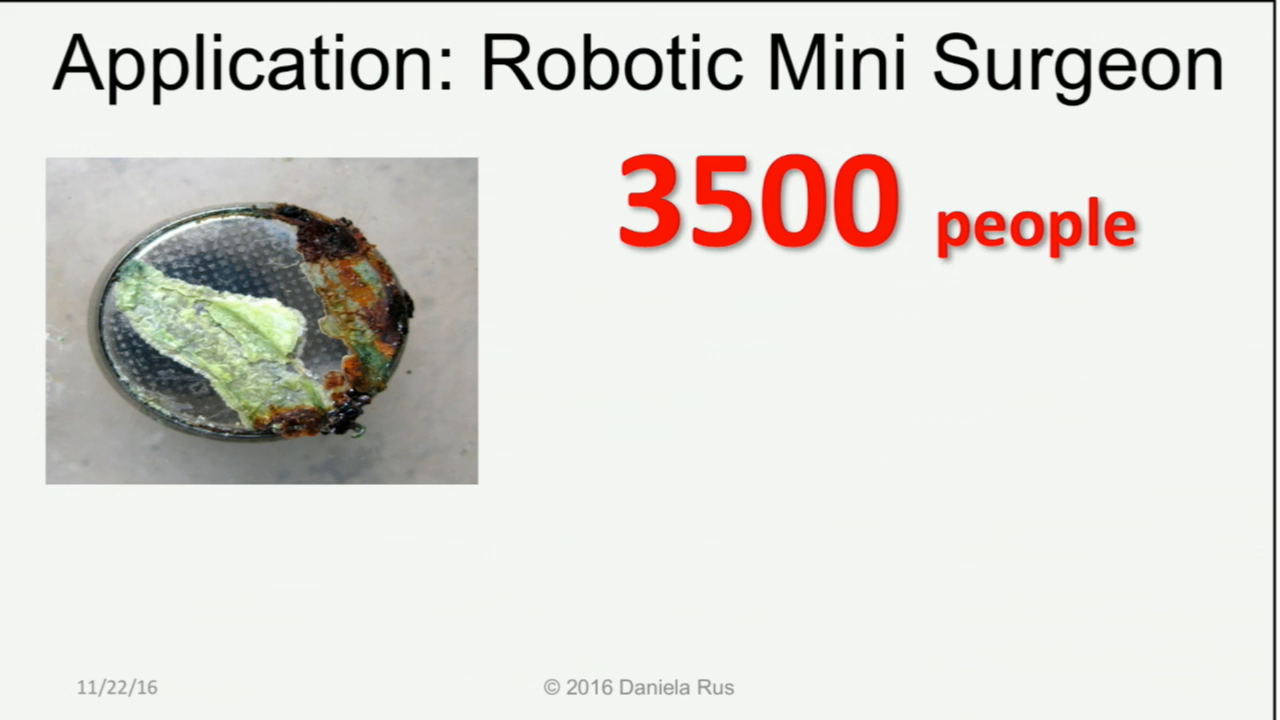 Application: Robotic Mini Surgeon
3500 people
11/22/16
© 2016 Daniela Rus